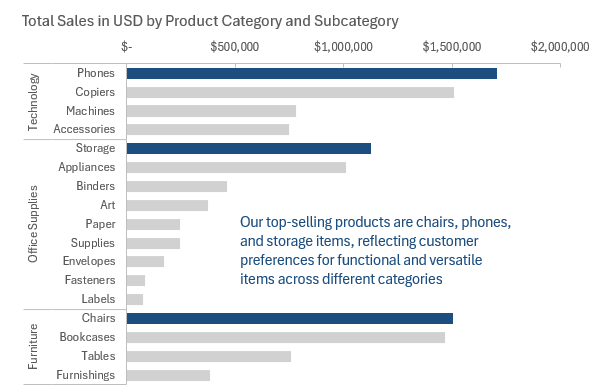 Total Sales in USD by Product Category and Subcategory
$- $500,000 $1,000,000 $1,500,000 $2,000,000
Technology
Phones
Copiers
Machines
Accessories
Office Supplies
Storage
Appliances
Binders
Art
Paper
Supplies
Envelopes
Fasteners
Labels
Our top-selling products are chairs, phones,
and storage items, reflecting customer
preferences for functional and versatile
items across different categories
Furniture
Chairs
Bookcases
Tables
Furnishings